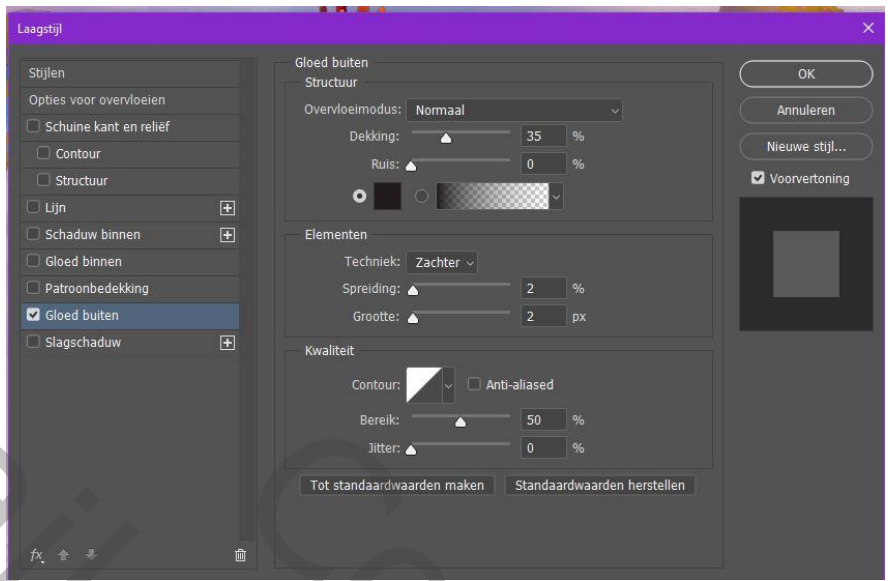 Laagstijl
Stijlen
Opties voor overvloeien
Schuine kant en reliëf
Contour
Structuur
Lijn
Schaduw binnen
Gloed binnen
Patroonbedekking
Gloed buiten
Slagschaduw
fx
Gloed buiten
Structuur
Overvloeimodus: Normaal
Dekking: 35 %
Ruis: 0 %
Elementen
Techniek: Zachter
Spreiding: 2 %
Grootte: 2 px
Kwaliteit
Contour: Anti-aliased
Bereik: 50 %
Jitter: 0 %
Tot standaardwaarden maken Standaardwaarden herstellen
OK
Annuleren
Nieuwe stijl...
Voorvertoning